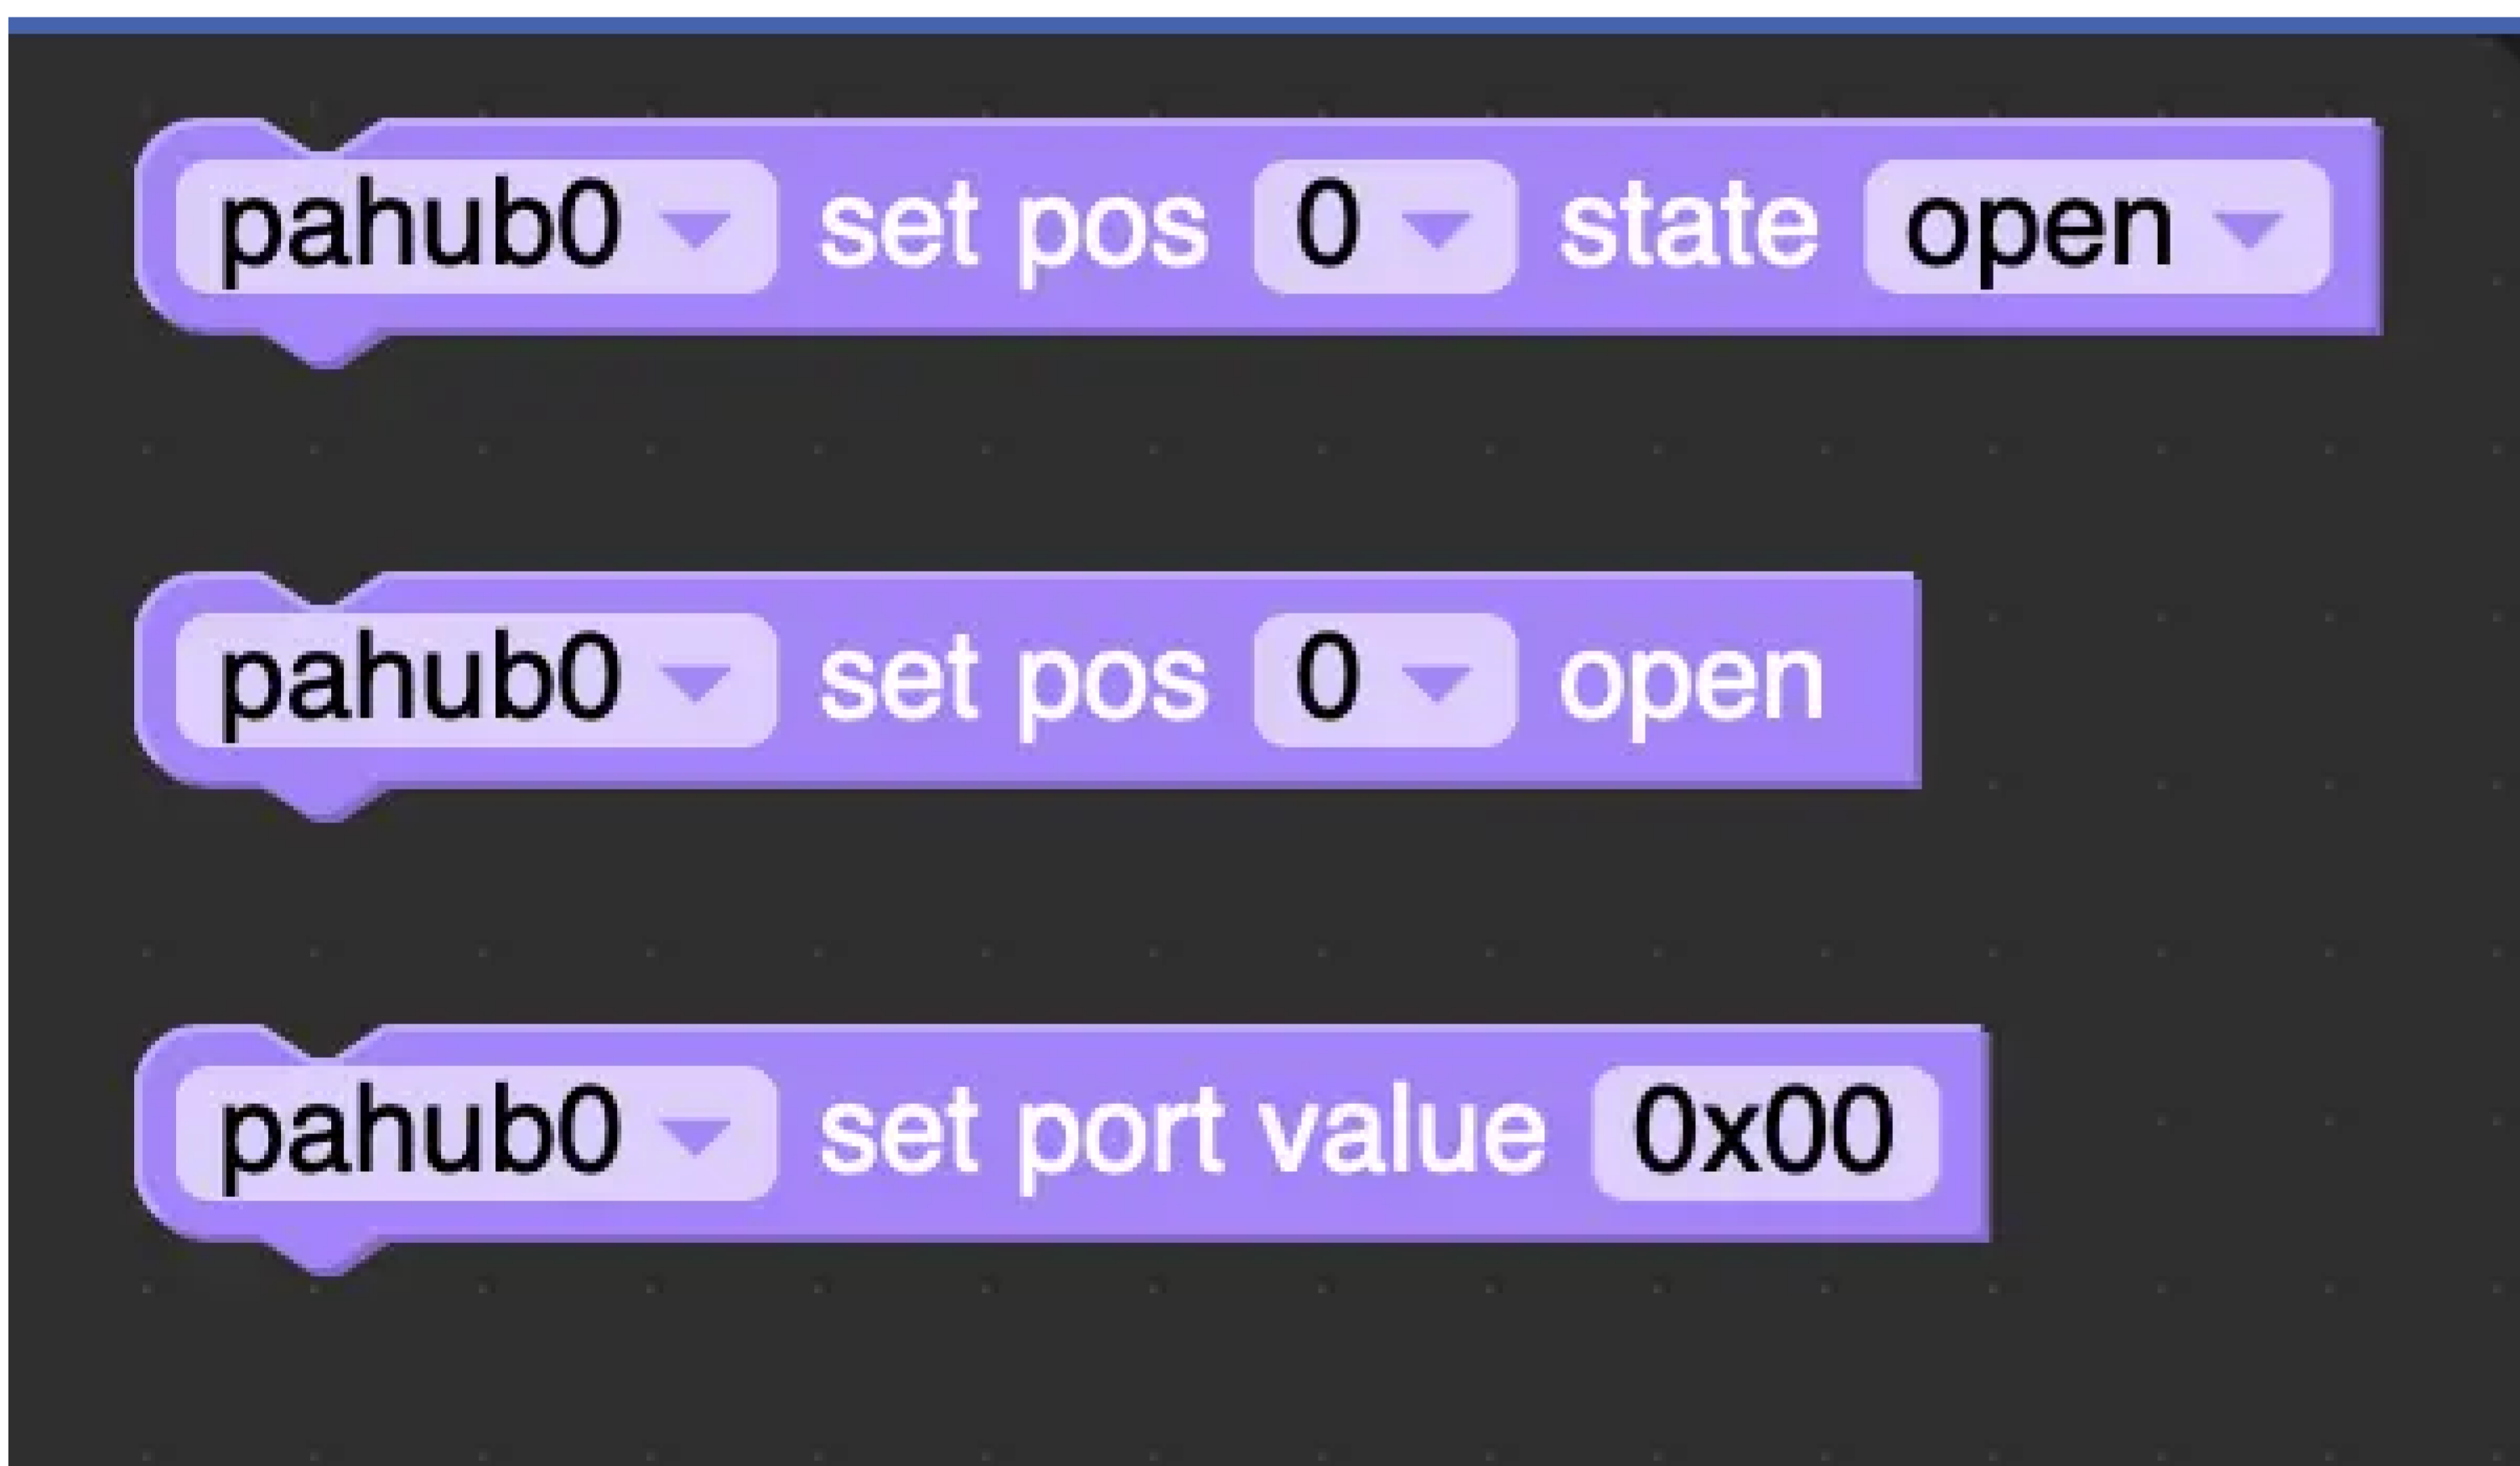 pahub0 set pos 0 state open
pahub0 set pos 0 open
pahub0 set port value 0x00